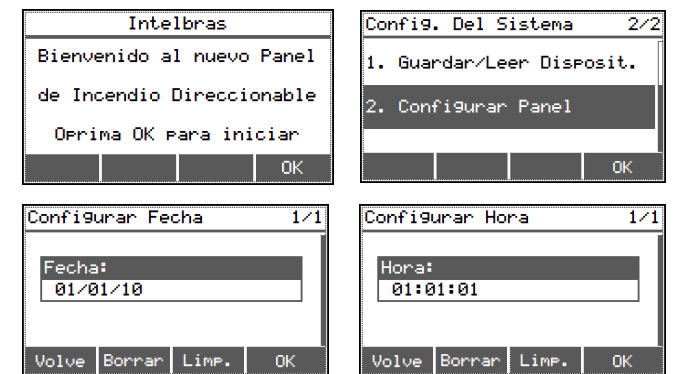 Intelbras
Bienvenido al nuevo Panel
de Incendio Direccionable
Oprima OK para iniciar
OK
Config. Del Sistema 2/2
1. Guardar/Leer Disposit.
2. Configurar Panel
OK
Configurar Fecha 1/1
Fecha:
01/01/10
Volve Borrar Limp. OK
Configurar Hora 1/1
Hora:
01:01:01
Volve Borrar Limp. OK